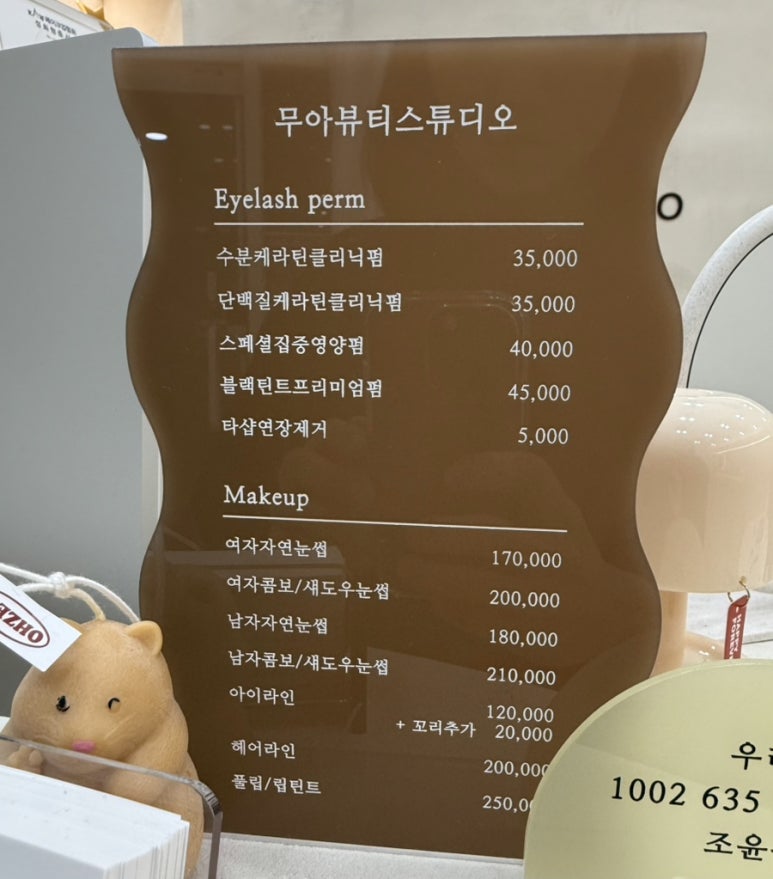 무아뷰티스튜디오
Eyelash perm
수분케라틴클리닉펌 35,000
단백질케라틴클리닉펌 35,000
스페셜집중영양펌 40,000
블랙틴트프리미엄펌 45,000
타샵연장제거 5,000
Makeup
여자자연눈썹 170,000
여자콤보/섀도우눈썹 200,000
남자자연눈썹 180,000
남자콤보/섀도우눈썹 210,000
아이라인 120,000
+ 꼬리추가 20,000
헤어라인 200,000
풀립/립틴트
1002 635
조윤